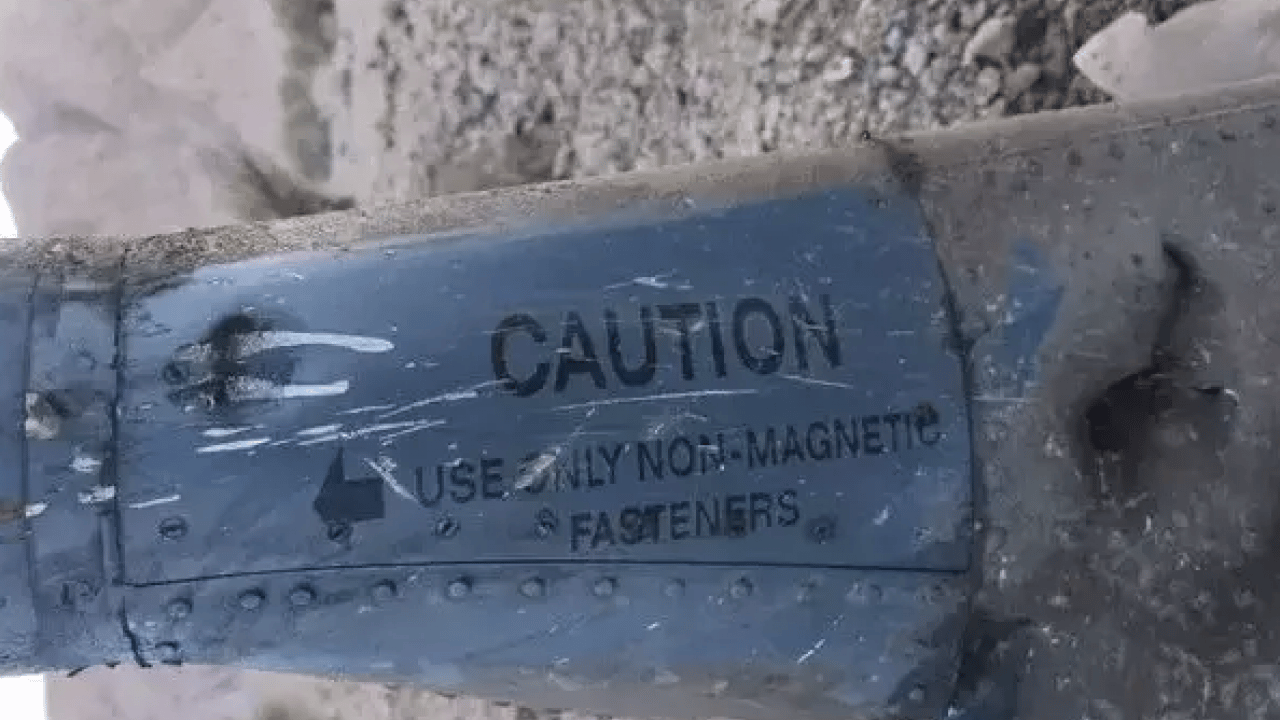 CAUTION
USE ONLY NON-MAGNETIC
FASTENERS